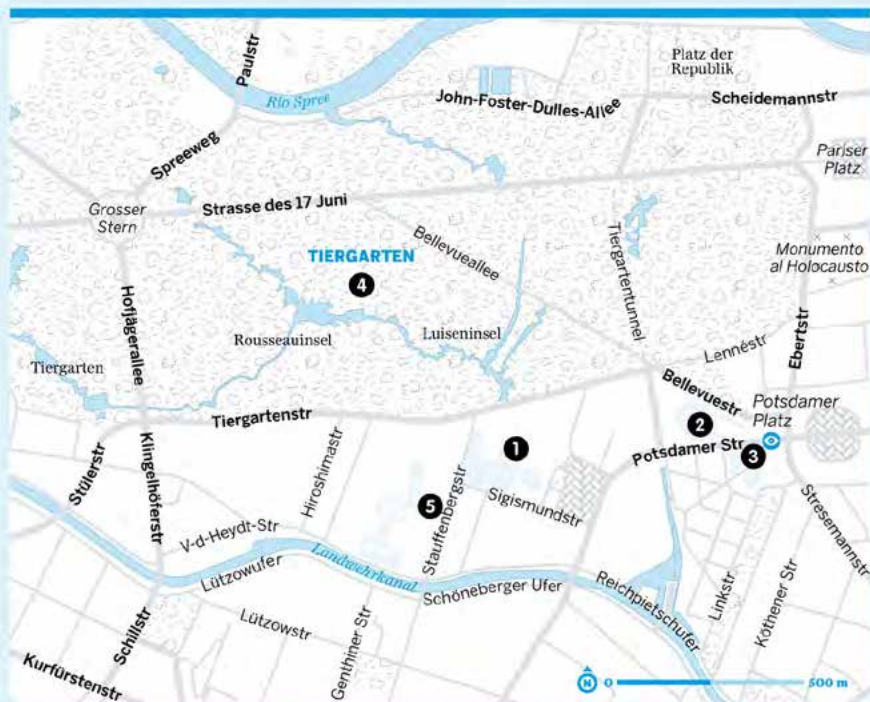 Paulstr
Platz der
Republik
Río Spree
John-Foster-Dulles-Allee
Scheidemannstr
Spreeweg
Pariser
Platz
Strasse des 17 Juni
Grosser
Stern
Bellevueallee
Tiergartentunnel
TIERGARTEN
4
Monumento
al Holocausto
Hofjägerallee
Rousseauinsel
Luiseninsel
Lennéstr
Ebertstr
Tiergarten
Bellevuestr
Potsdamer
Platz
Tiergartenstr
2
1
Potsdamer Str
3
Stülerstr
Klingelhöferstr
Hiroshimastr
Stauffenbergstr
5
Sigismundstr
Stresemannstr
V-d-Heydt-Str
Landwehrkanal
Lützowufer
Schöneberger Ufer
Reichpietschufer
Linkstr
Köthener Str
Schillstr
Lützowstr
Genthiner Str
Kurfürstenstr
N
0
500 m